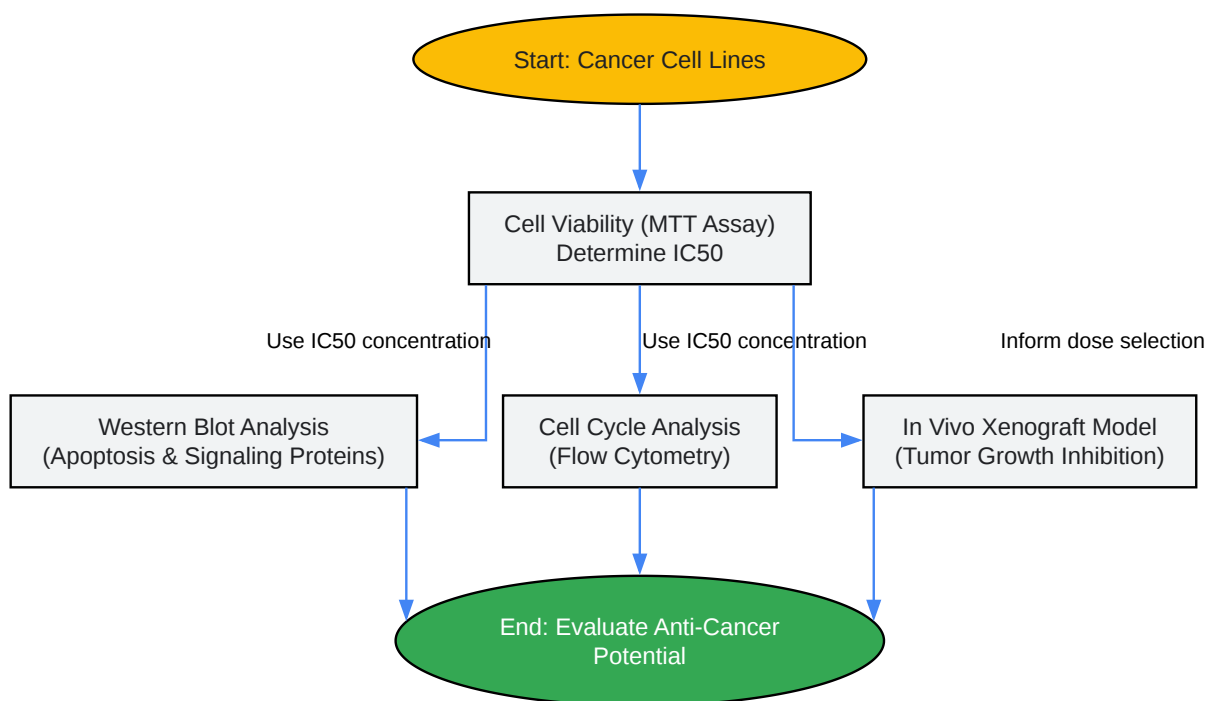 Start: Cancer Cell Lines
Cell Viability (MTT Assay)
Determine IC50
Use IC50 concentration
Use IC50 concentration
Inform dose selection
Western Blot Analysis
(Apoptosis & Signaling Proteins)
Cell Cycle Analysis
(Flow Cytometry)
In Vivo Xenograft Model
(Tumor Growth Inhibition)
End: Evaluate Anti-Cancer
Potential